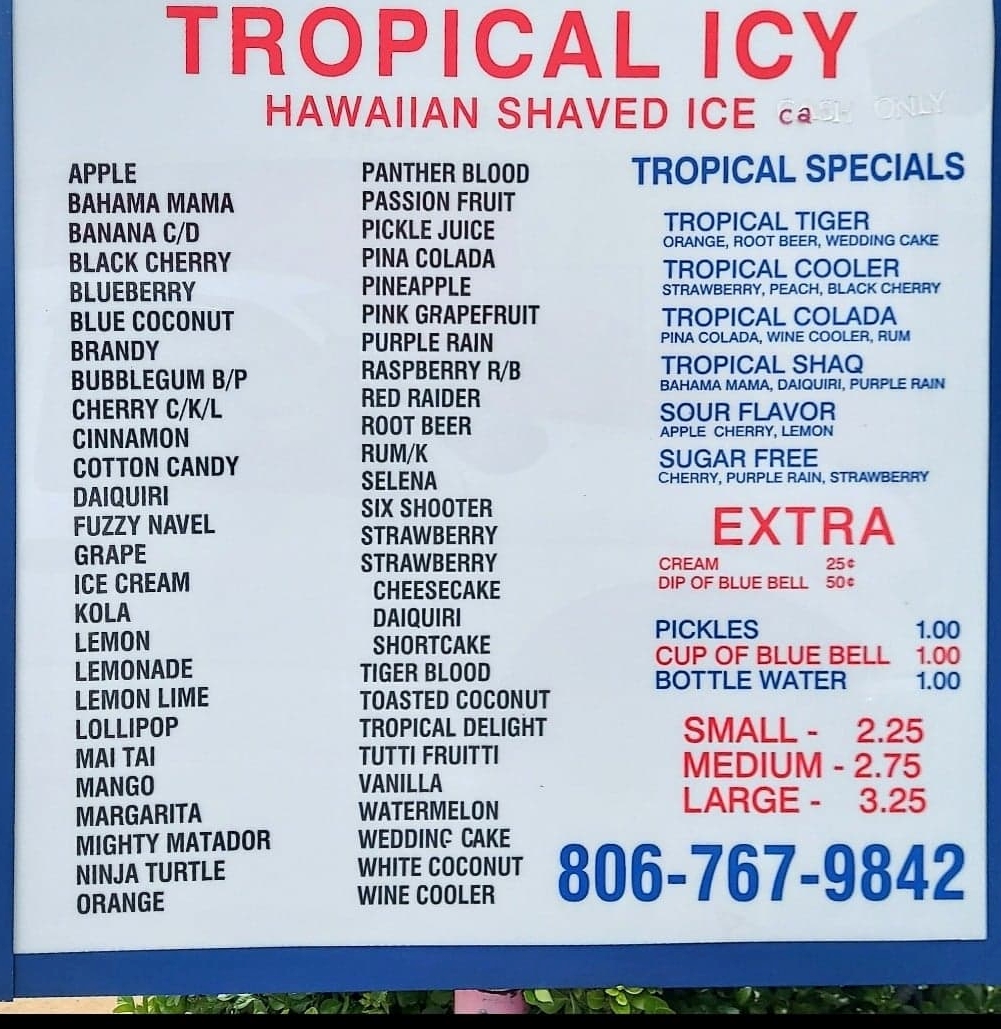 TROPICAL ICY
HAWAIIAN SHAVED ICE CASH ONLY
APPLE
BAHAMA MAMA
BANANA C/D
BLACK CHERRY
BLUEBERRY
BLUE COCONUT
BRANDY
BUBBLEGUM B/P
CHERRY C/K/L
CINNAMON
COTTON CANDY
DAIQUIRI
FUZZY NAVEL
GRAPE
ICE CREAM
KOLA
LEMON
LEMONADE
LEMON LIME
LOLLIPOP
MAI TAI
MANGO
MARGARITA
MIGHTY MATADOR
NINJA TURTLE
ORANGE
PANTHER BLOOD
PASSION FRUIT
PICKLE JUICE
PINA COLADA
PINEAPPLE
PINK GRAPEFRUIT
PURPLE RAIN
RASPBERRY R/B
RED RAIDER
ROOT BEER
RUM/K
SELENA
SIX SHOOTER
STRAWBERRY
STRAWBERRY
CHEESECAKE
DAIQUIRI
SHORTCAKE
TIGER BLOOD
TOASTED COCONUT
TROPICAL DELIGHT
TUTTI FRUITTI
VANILLA
WATERMELON
WEDDING CAKE
WHITE COCONUT
WINE COOLER
TROPICAL SPECIALS
TROPICAL TIGER
ORANGE, ROOT BEER, WEDDING CAKE
TROPICAL COOLER
STRAWBERRY, PEACH, BLACK CHERRY
TROPICAL COLADA
PINA COLADA, WINE COOLER, RUM
TROPICAL SHAQ
BAHAMA MAMA, DAIQUIRI, PURPLE RAIN
SOUR FLAVOR
APPLE CHERRY, LEMON
SUGAR FREE
CHERRY, PURPLE RAIN, STRAWBERRY
EXTRA
CREAM 25¢
DIP OF BLUE BELL 50¢
PICKLES 1.00
CUP OF BLUE BELL 1.00
BOTTLE WATER 1.00
SMALL - 2.25
MEDIUM - 2.75
LARGE - 3.25
806-767-9842